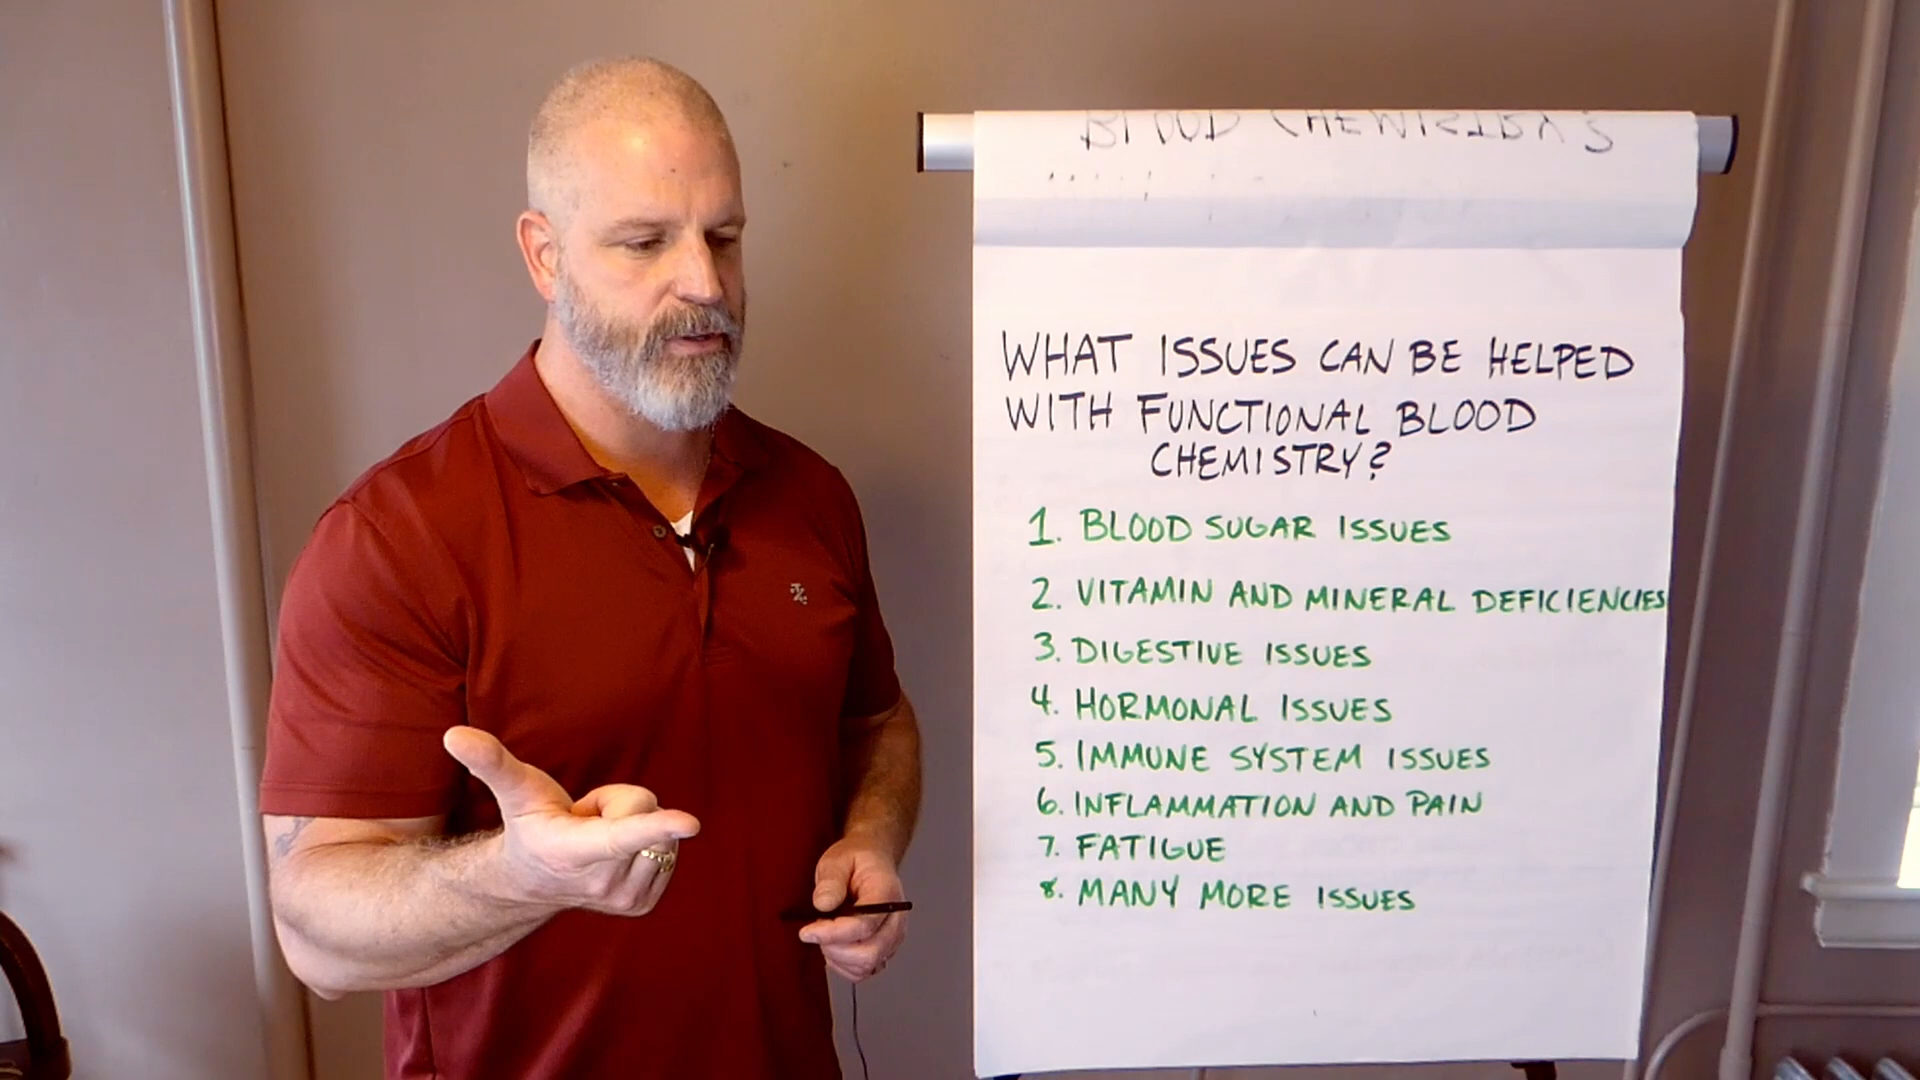 BLOOD CHEMISTRY'S
WHAT ISSUES CAN BE HELPED
WITH FUNCTIONAL BLOOD
CHEMISTRY?
1. BLOOD SUGAR ISSUES
2. VITAMIN AND MINERAL DEFICIENCIES
3. DIGESTIVE ISSUES
4. HORMONAL ISSUES
5. IMMUNE SYSTEM ISSUES
6. INFLAMMATION AND PAIN
7. FATIGUE
8. MANY MORE ISSUES